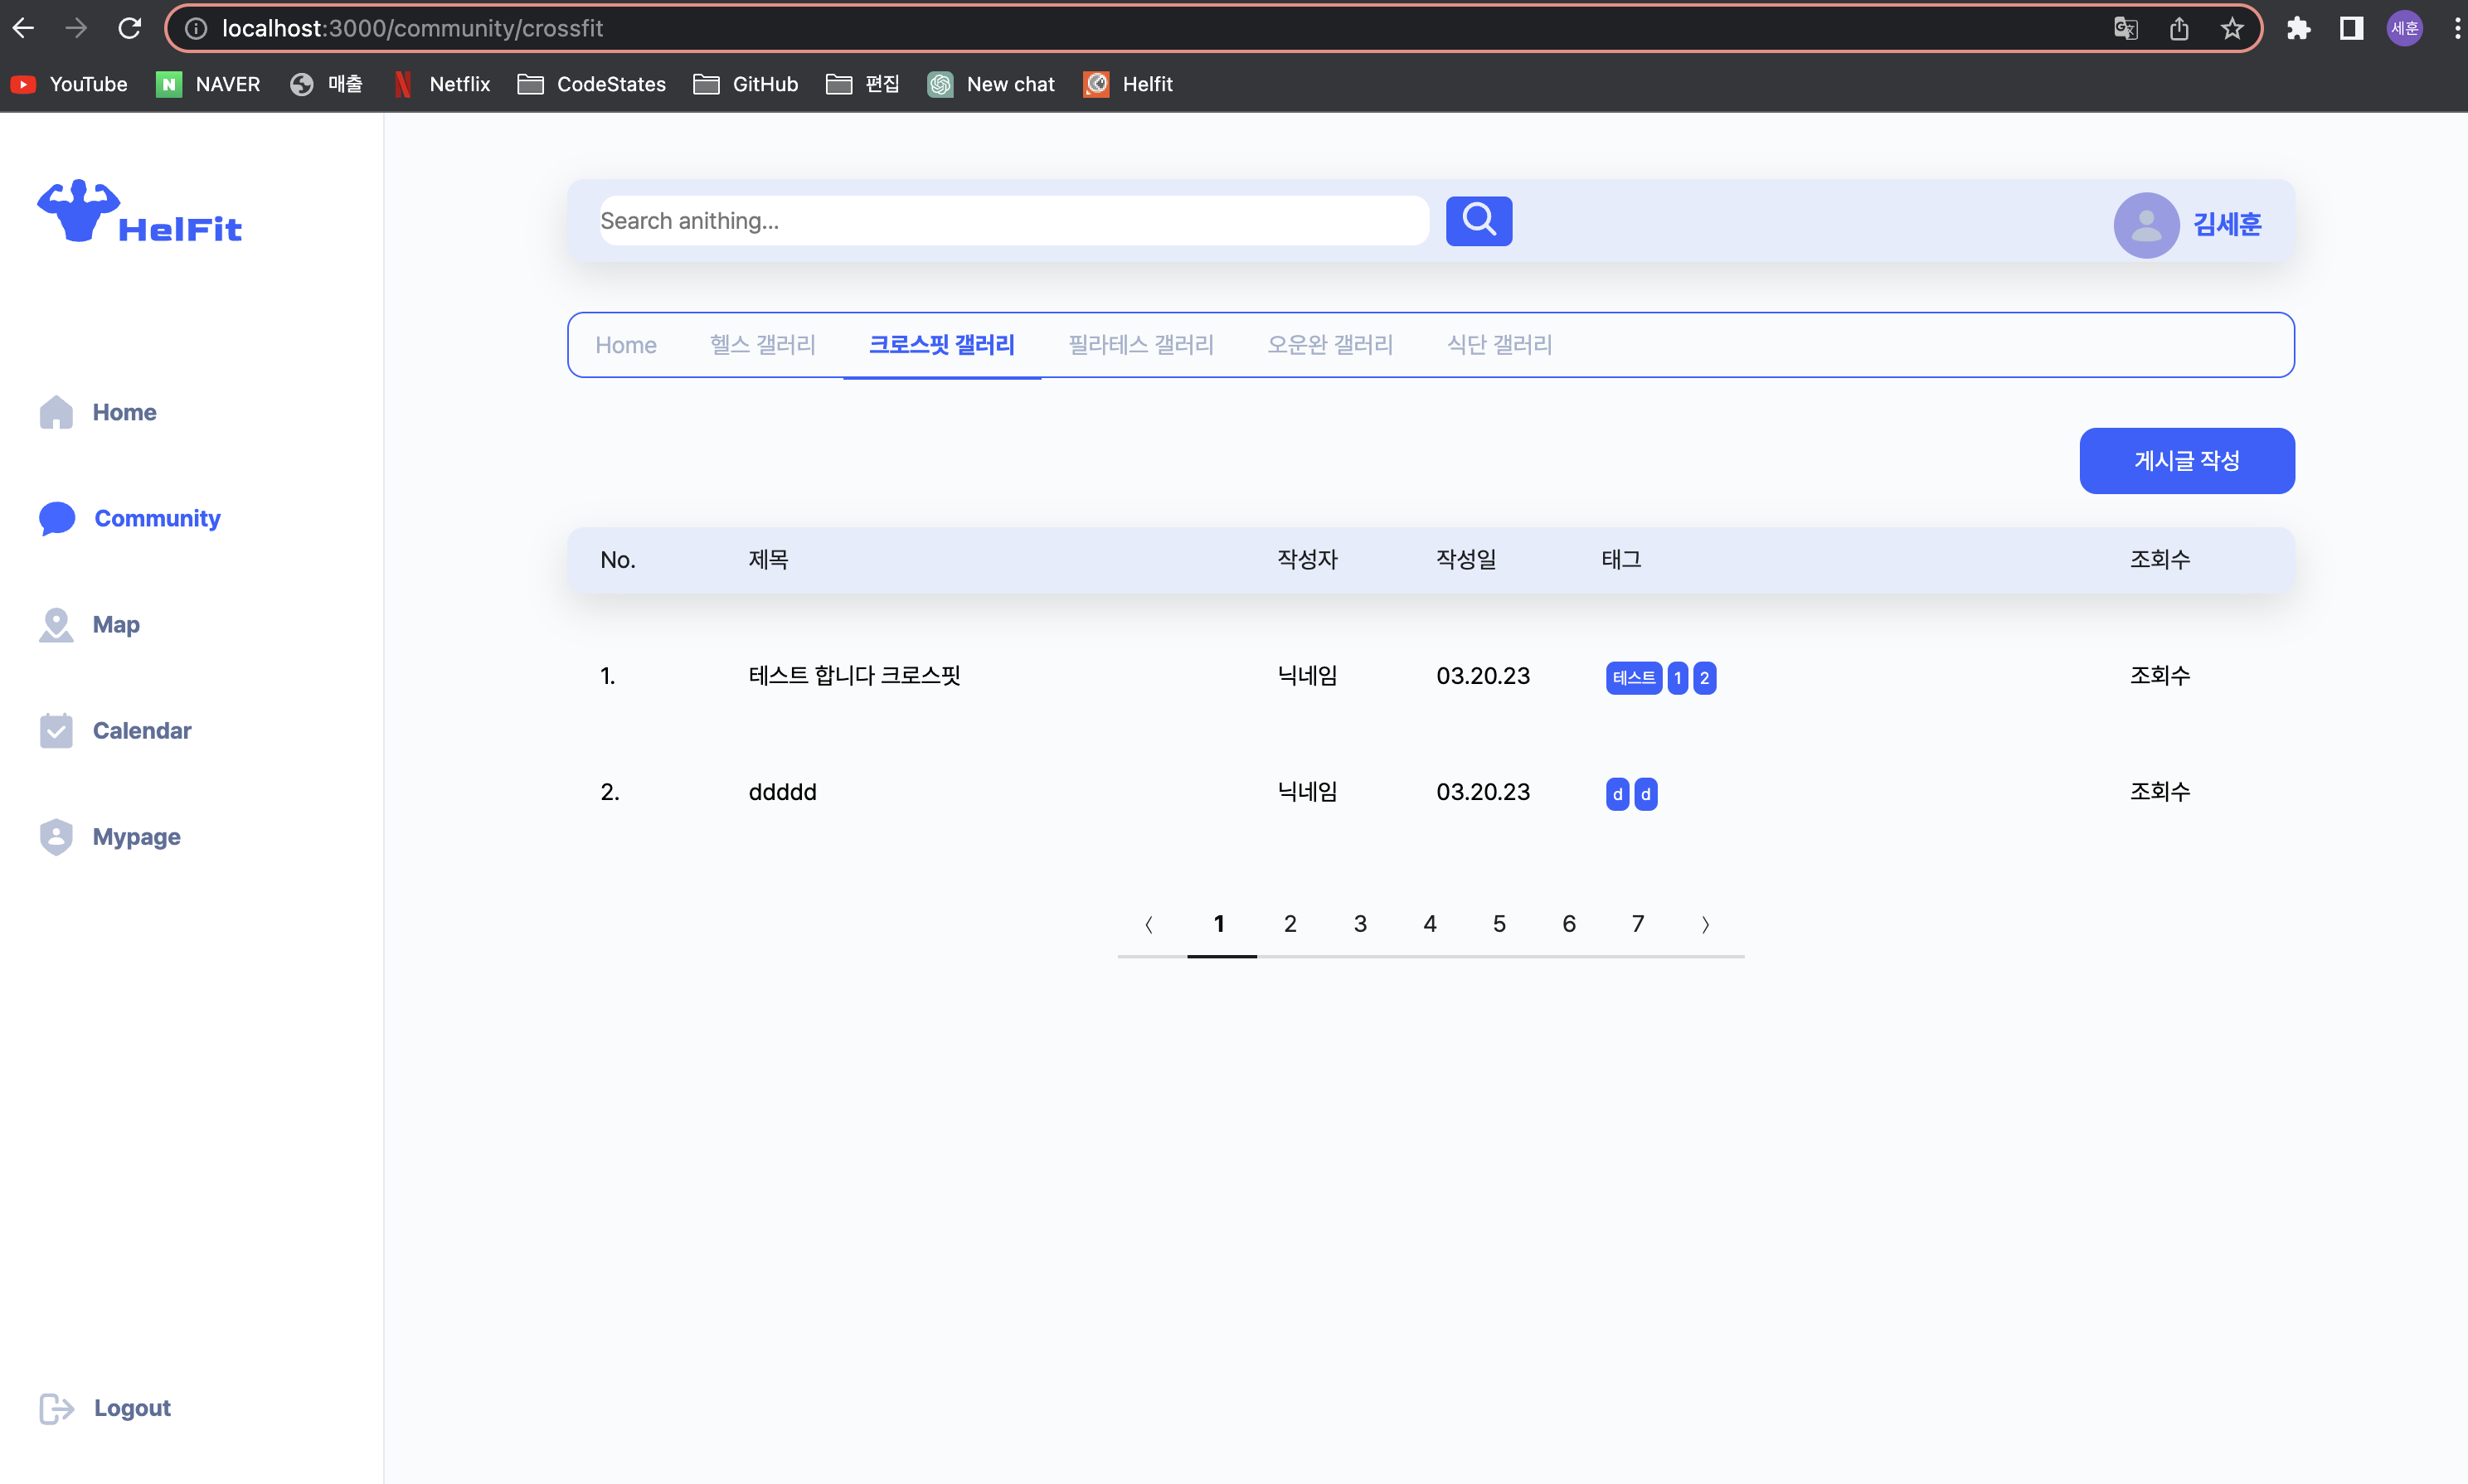 localhost:3000/community/crossfit 세훈
YouTube NAVER 매출 Netflix CodeStates GitHub 편집 New chat Helfit
HelFit
Home
Community
Map
Calendar
Mypage
Logout
Search anithing... 김세훈
Home 헬스 갤러리 크로스핏 갤러리 필라테스 갤러리 오운완 갤러리 식단 갤러리
게시글 작성
No. 제목 작성자 작성일 태그 조회수
1. 테스트 합니다 크로스핏 닉네임 03.20.23 테스트 1 2 조회수
2. ddddd 닉네임 03.20.23 d d 조회수
〈 1 2 3 4 5 6 7 〉